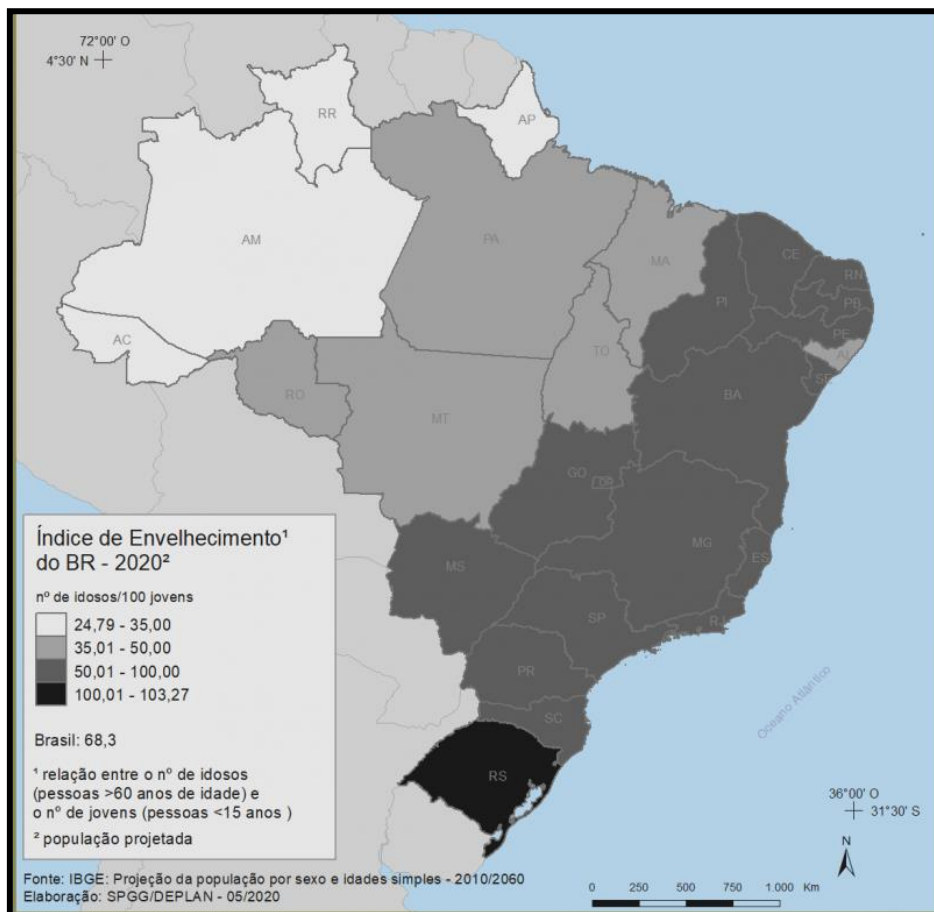 72°00' O
4°30' N
RR
AP
AM
PA
MA
CE
RN
PI
PB
PE
AC
TO
AL
SE
RO
BA
MT
GO
DF
MG
ES
MS
SP
RJ
PR
SC
RS
Oceano Atlântico
Índice de Envelhecimento¹
do BR - 2020²
nº de idosos/100 jovens
24,79 - 35,00
35,01 - 50,00
50,01 - 100,00
100,01 - 103,27
Brasil: 68,3
¹ relação entre o nº de idosos
(pessoas >60 anos de idade) e
o nº de jovens (pessoas <15 anos )
² população projetada
36°00' O
31°30' S
N
Fonte: IBGE: Projeção da população por sexo e idades simples - 2010/2060
Elaboração: SPGG/DEPLAN - 05/2020
0 250 500 750 1.000 Km